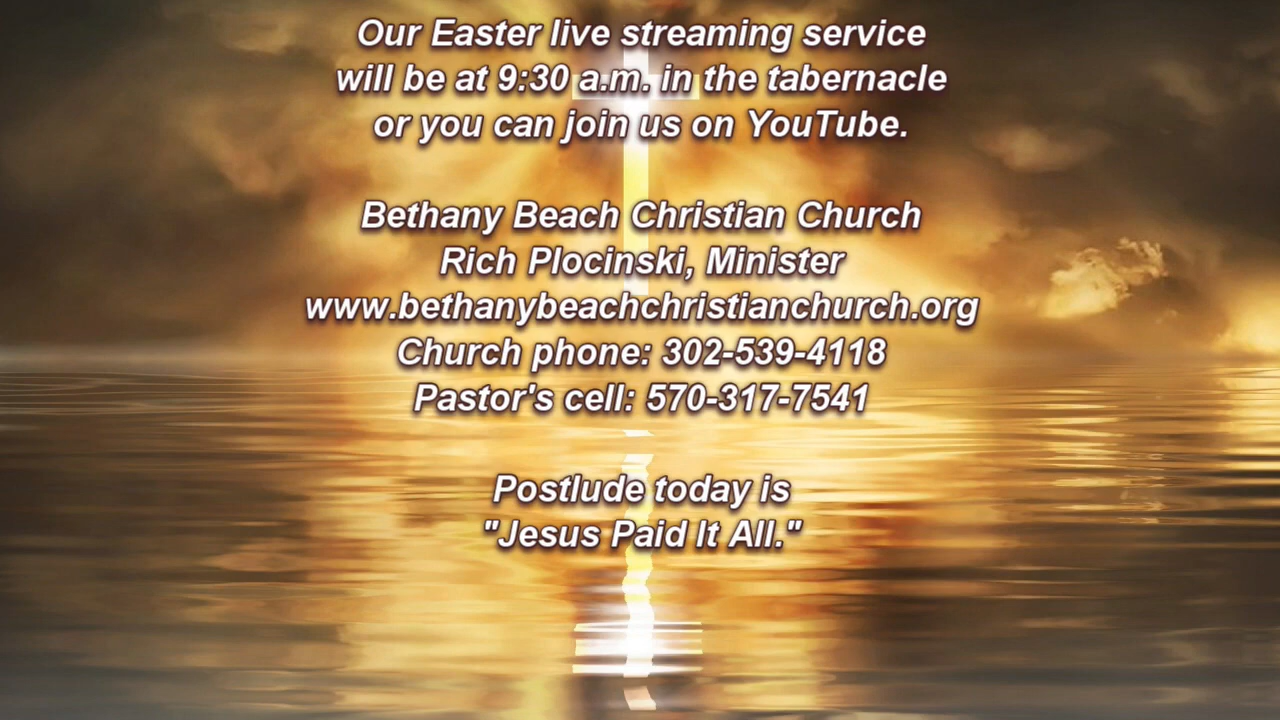 Our Easter live streaming service
will be at 9:30 a.m. in the tabernacle
or you can join us on YouTube.
Bethany Beach Christian Church
Rich Plocinski, Minister
www.bethanybeachchristianchurch.org
Church phone: 302-539-4118
Pastor's cell: 570-317-7541
Postlude today is
"Jesus Paid It All."